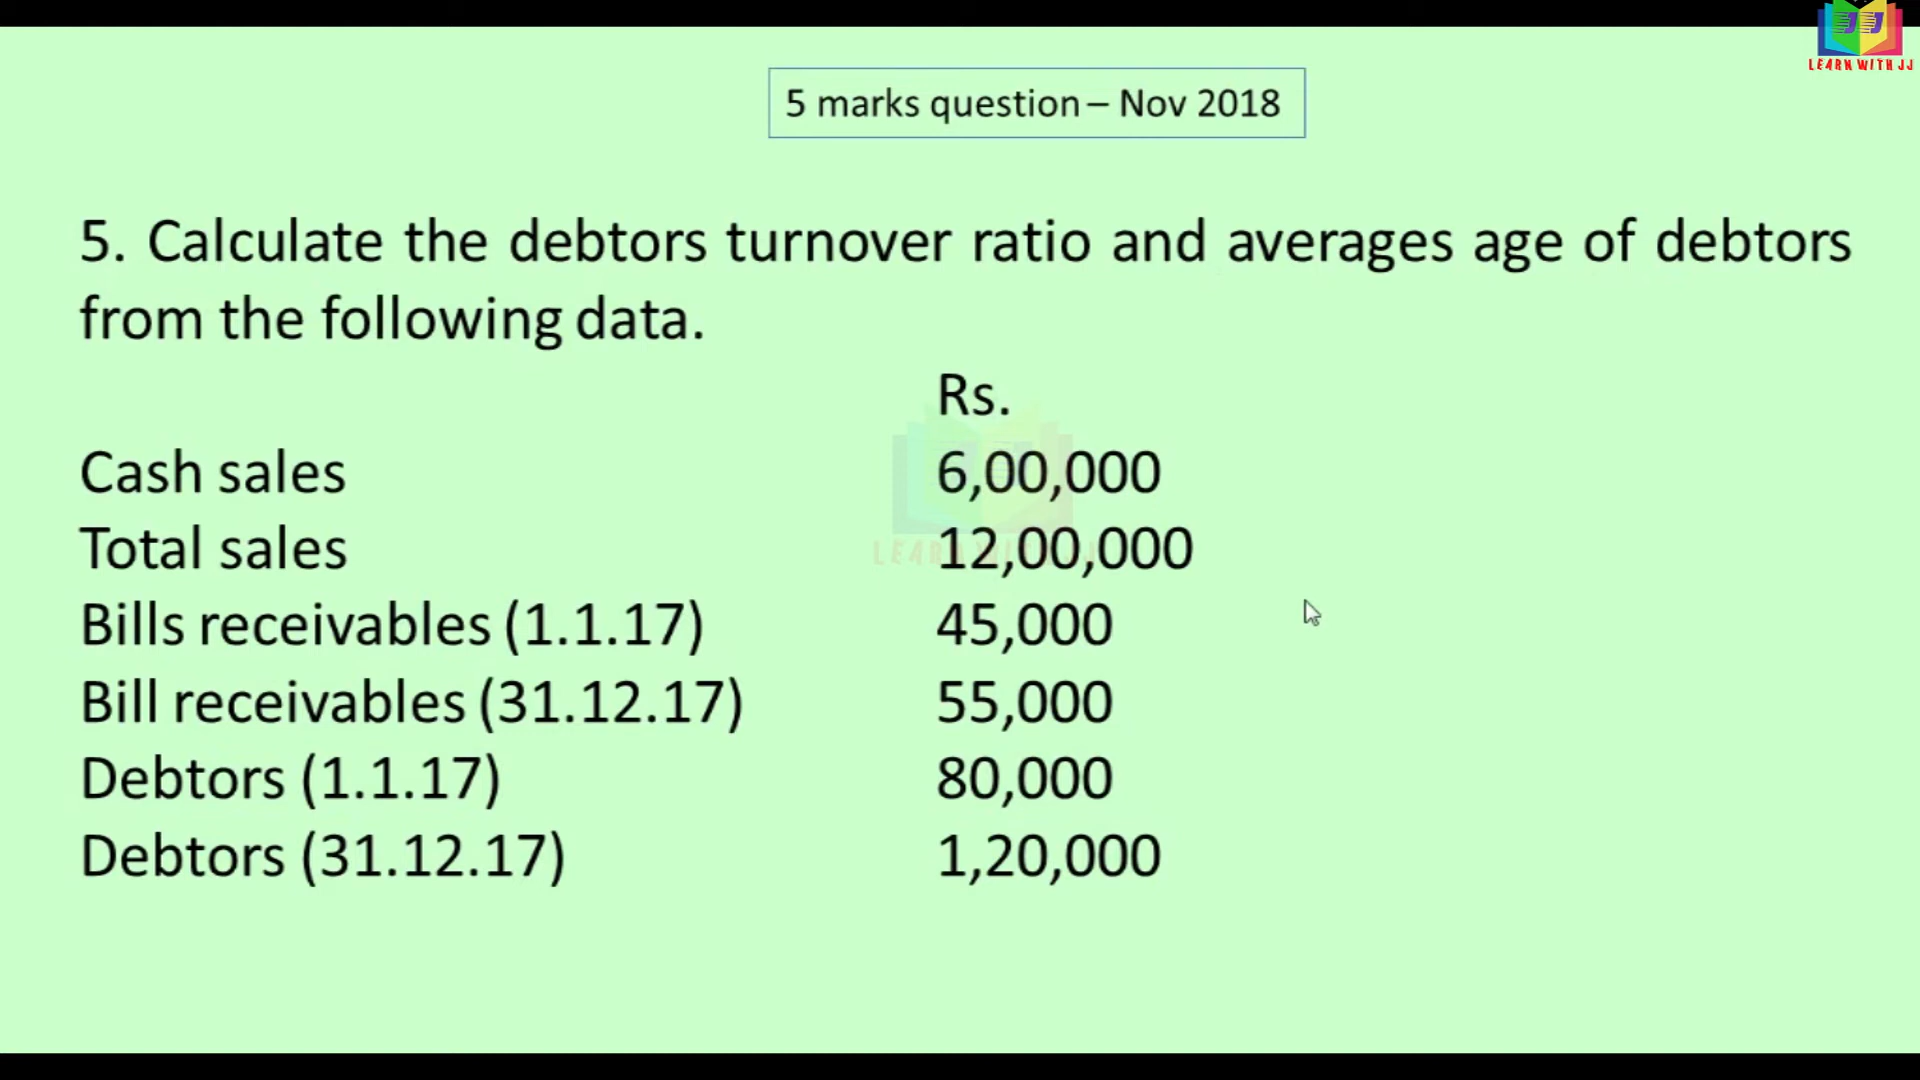 LEARN WITH JJ
5 marks question – Nov 2018
5. Calculate the debtors turnover ratio and averages age of debtors
from the following data.
Rs.
Cash sales 6,00,000
Total sales 12,00,000
LEARN WITH JJ
Bills receivables (1.1.17) 45,000
Bill receivables (31.12.17) 55,000
Debtors (1.1.17) 80,000
Debtors (31.12.17) 1,20,000